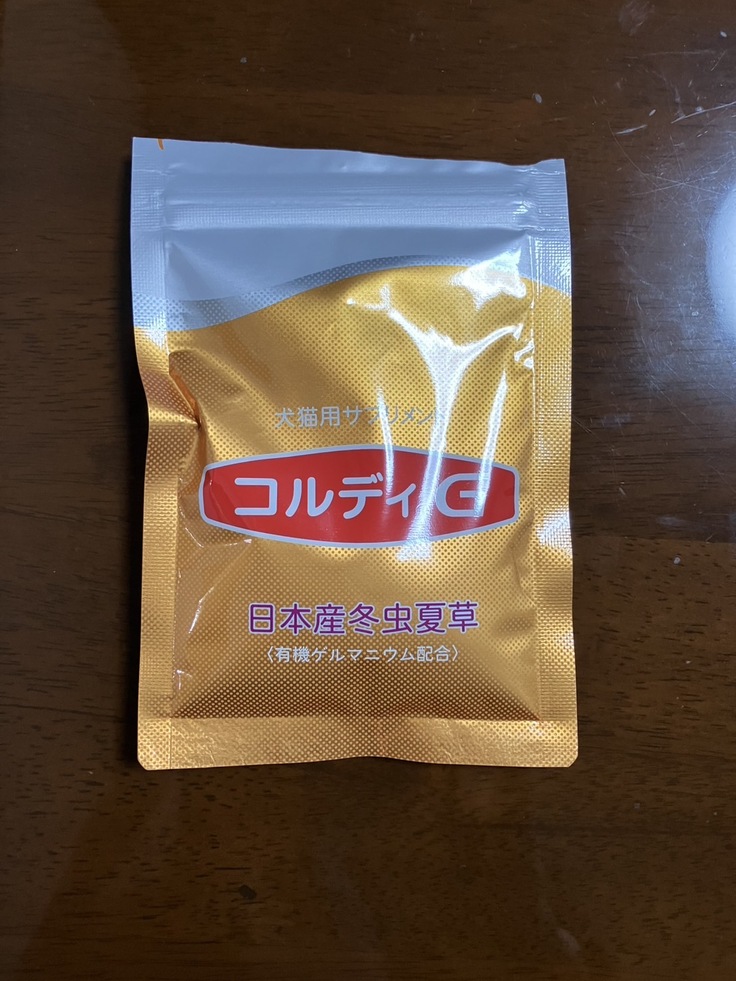 犬猫用サプリメント
コルディG
日本産冬虫夏草
〈有機ゲルマニウム配合〉